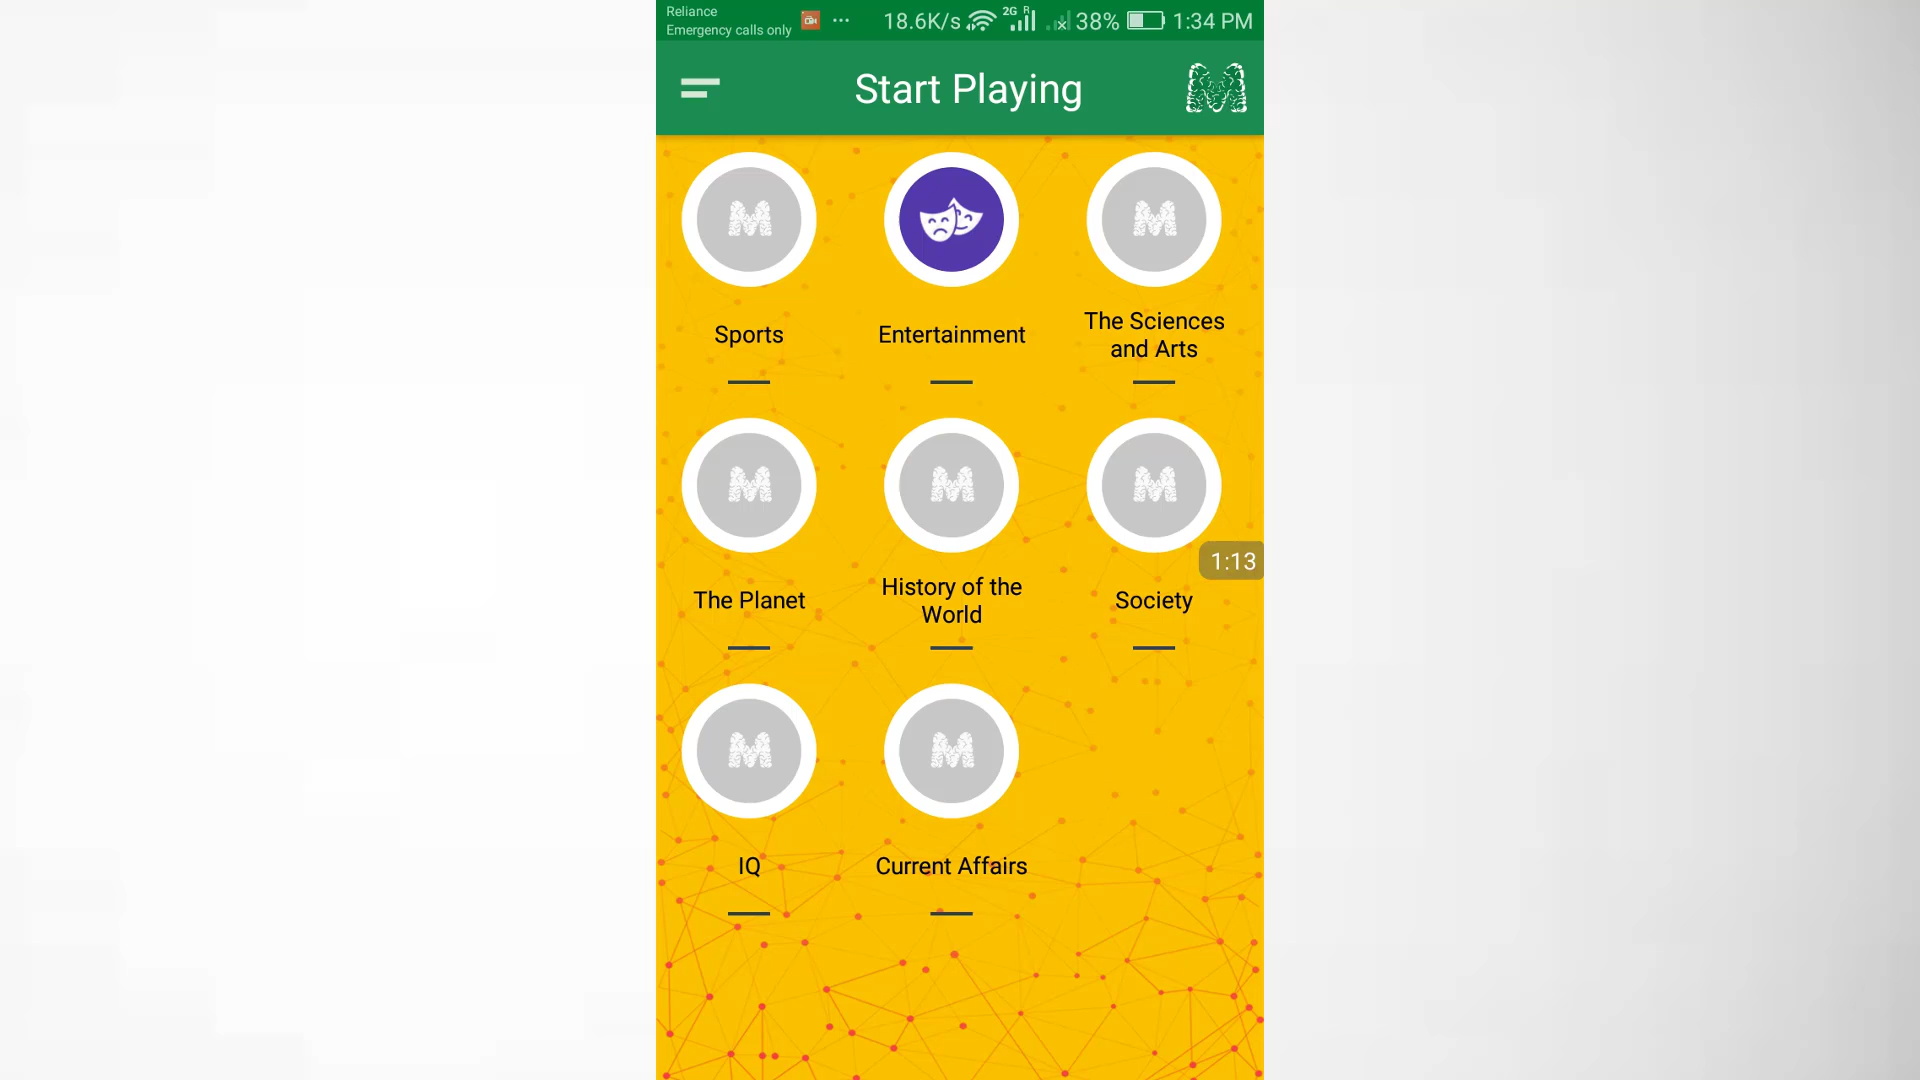 Reliance
Emergency calls only
18.6K/s 2G R 38% 1:34 PM
Start Playing M
Sports
Entertainment
The Sciences
and Arts
The Planet
History of the
World
Society
1:13
IQ
Current Affairs